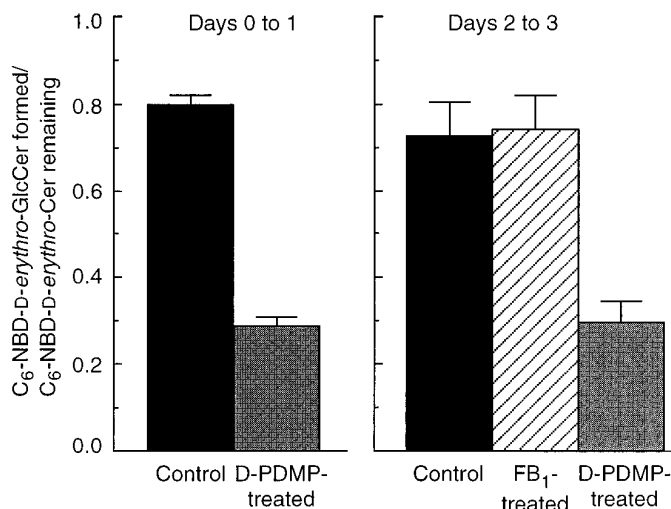 C6-NBD-D-erythro-GlcCer formed/
C6-NBD-D-erythro-Cer remaining
1.0
0.8
0.6
0.4
0.2
0.0
Days 0 to 1
Control
D-PDMP-
treated
Days 2 to 3
Control
FB1-
treated
D-PDMP-
treated